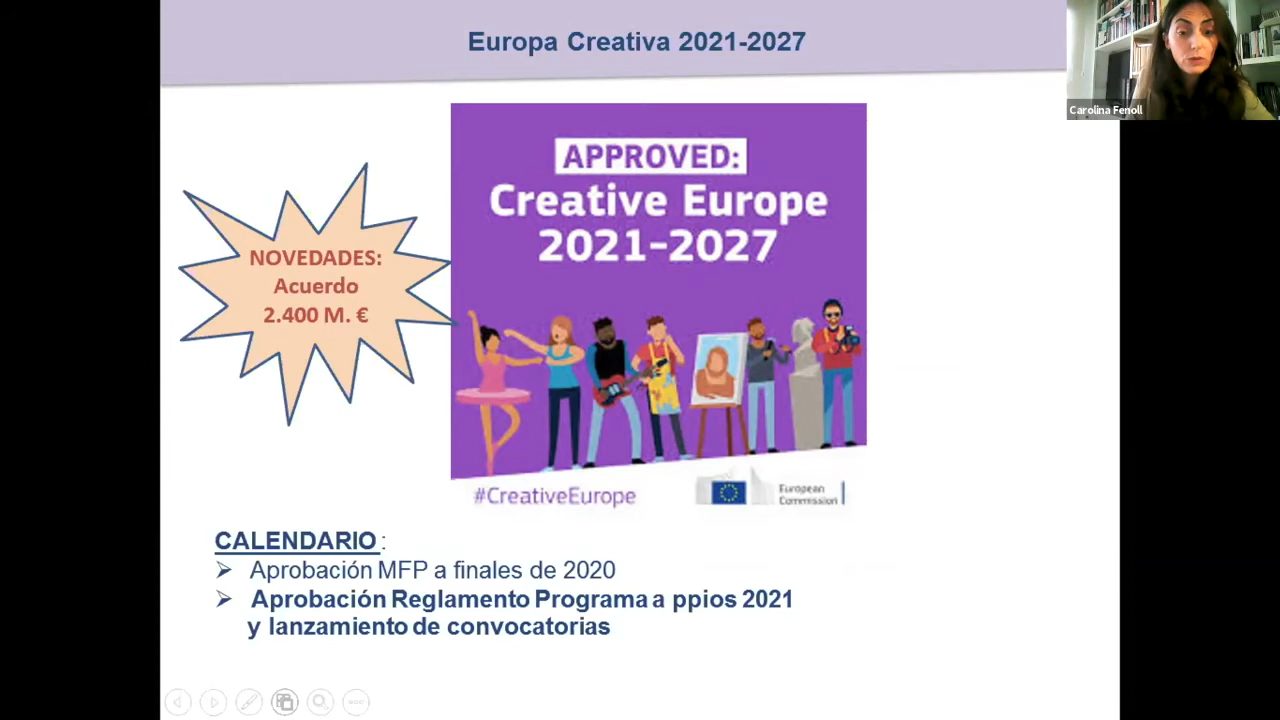 Europa Creativa 2021-2027
Carolina Fenoll
APPROVED:
Creative Europe
2021-2027
NOVEDADES:
Acuerdo
2.400 M. €
#CreativeEurope
European
Commission
CALENDARIO:
Aprobación MFP a finales de 2020
Aprobación Reglamento Programa a ppios 2021
y lanzamiento de convocatorias